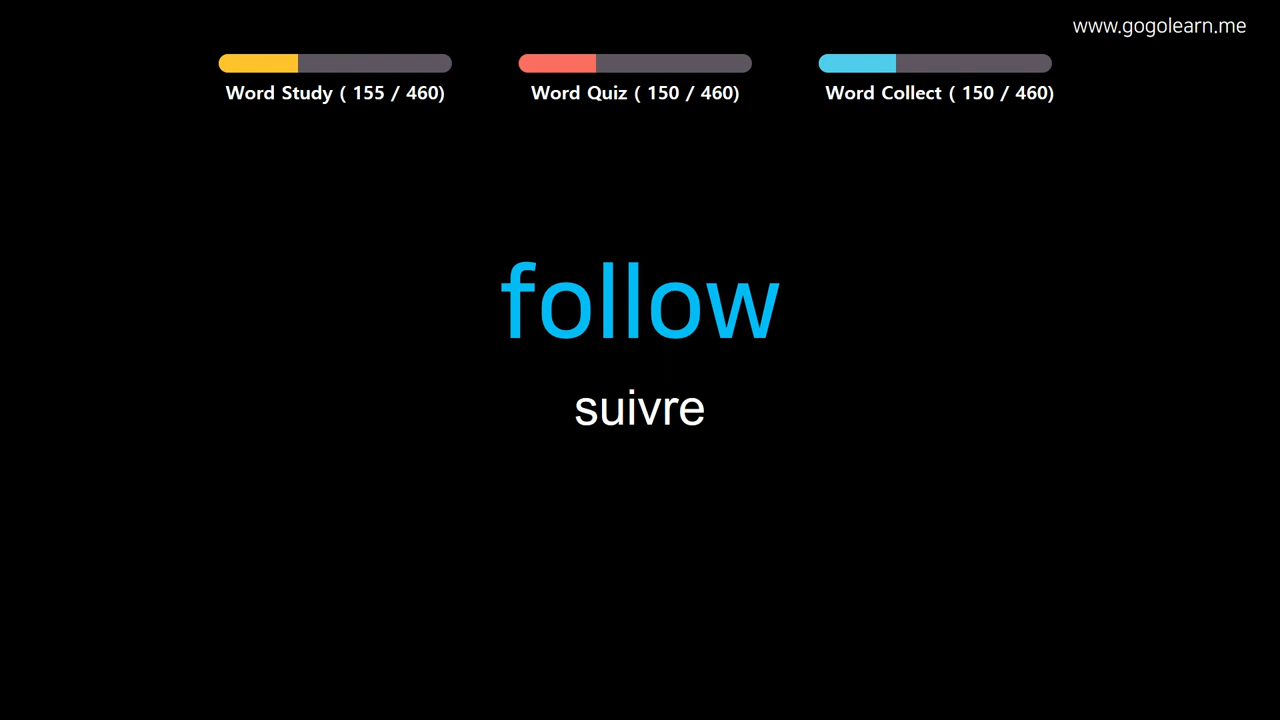 www.gogolearn.me
Word Study ( 155 / 460)
Word Quiz ( 150 / 460)
Word Collect ( 150 / 460)
follow
suivre